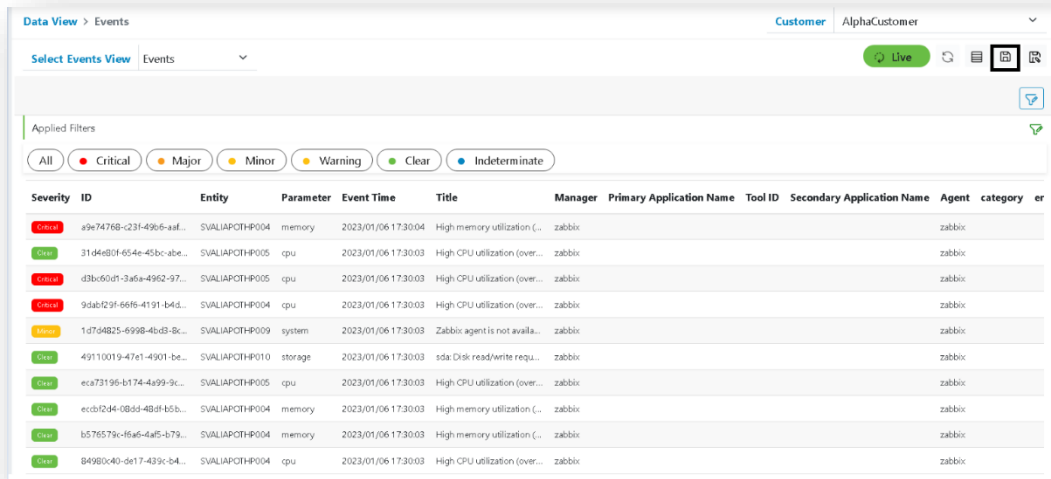 Data View > Events Customer AlphaCustomer
Select Events View Events Live
Applied Filters
All Critical Major Minor Warning Clear Indeterminate
Severity ID Entity Parameter Event Time Title Manager Primary Application Name Tool ID Secondary Application Name Agent category er
Critical a9e74768-c23f-49b6-aaf... SVALIAPOTHP004 memory 2023/01/06 17:30:04 High memory utilization (... zabbix zabbix
Clear 31d4e80f-654e-45bc-abe... SVALIAPOTHP005 cpu 2023/01/06 17:30:03 High CPU utilization (over... zabbix zabbix
Critical d3bc60d1-3a6a-4962-97... SVALIAPOTHP005 cpu 2023/01/06 17:30:03 High CPU utilization (over... zabbix zabbix
Critical 9dabf29f-66f6-4191-b4d... SVALIAPOTHP004 cpu 2023/01/06 17:30:03 High CPU utilization (over... zabbix zabbix
Minor 1d7d4825-6998-4bd3-8c... SVALIAPOTHP009 system 2023/01/06 17:30:03 Zabbix agent is not availa... zabbix zabbix
Clear 49110019-47e1-4901-be... SVALIAPOTHP010 storage 2023/01/06 17:30:03 sda: Disk read/write requ... zabbix zabbix
Clear eca73196-b174-4a99-9c... SVALIAPOTHP005 cpu 2023/01/06 17:30:03 High CPU utilization (over... zabbix zabbix
Clear eccbf2d4-08dd-48df-b5b... SVALIAPOTHP004 memory 2023/01/06 17:30:03 High memory utilization (... zabbix zabbix
Clear b576579c-f6a6-4af5-b79... SVALIAPOTHP004 memory 2023/01/06 17:30:03 High memory utilization (... zabbix zabbix
Clear 84980c40-de17-439c-b4... SVALIAPOTHP004 cpu 2023/01/06 17:30:03 High CPU utilization (over... zabbix zabbix